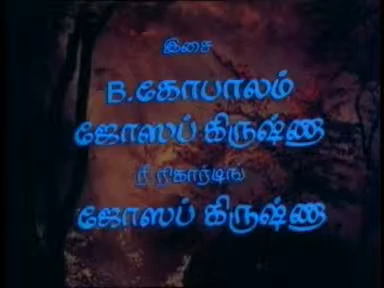 இசை
B.கோபாலம்
ஜோஸப் கிருஷ்ணா
ரீ ரிகார்டிங்
ஜோஸப் கிருஷ்ணா